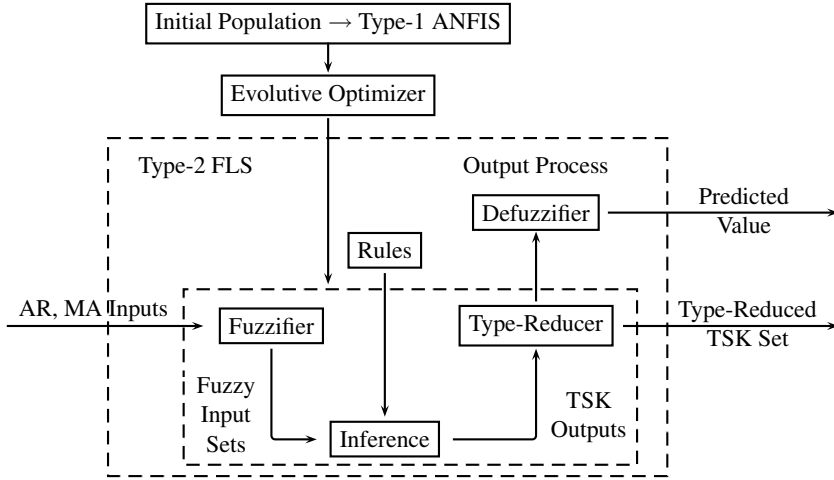 Initial Population → Type-1 ANFIS
Evolutive Optimizer
Type-2 FLS
Output Process
Defuzzifier
Predicted
Value
Rules
AR, MA Inputs
Fuzzifier
Type-Reducer
Type-Reduced
TSK Set
Fuzzy
Input
Sets
Inference
TSK
Outputs